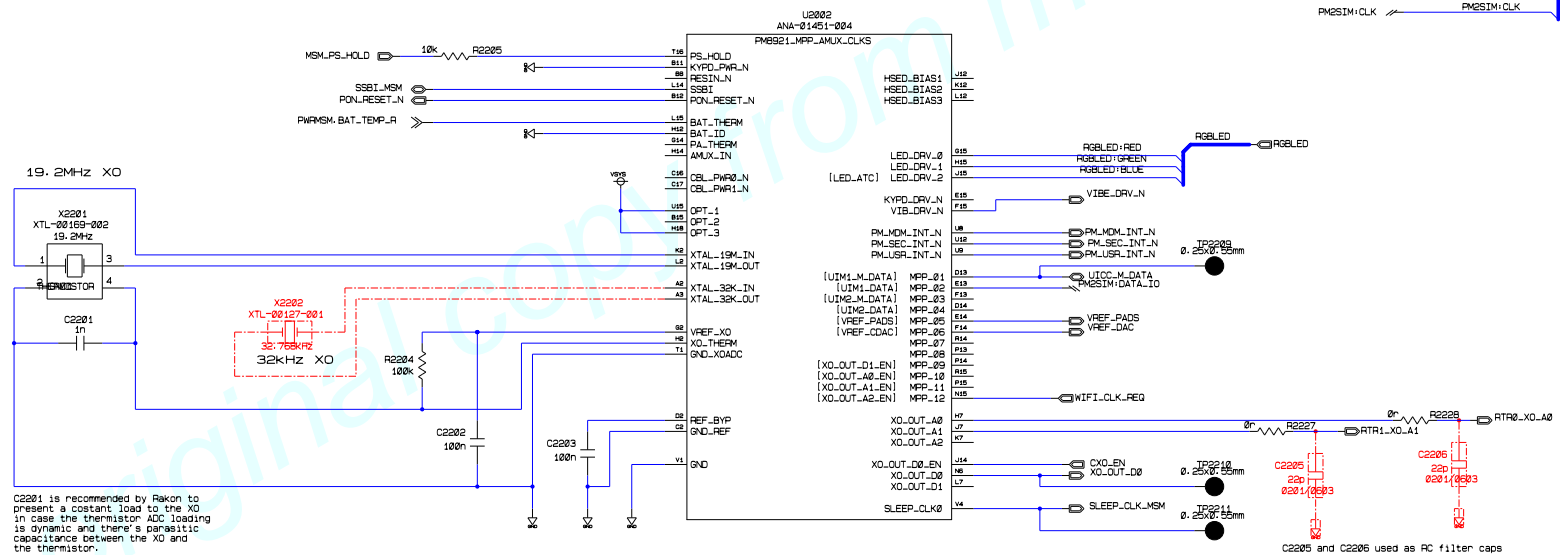 PM2SIM:CLK
PM2SIM:CLK
U2002
ANA-01451-004
PM8921_MPP_AMUX_CLKS
MSM_PS_HOLD
10k
R2205
T16 PS_HOLD
B11 KYPD_PWR_N
B8 RESIN_N
SSBI_MSM
L14 SSBI
PON_RESET_N
B12 PON_RESET_N
PWRMSM.BAT_TEMP_R
L15 BAT_THERM
H12 BAT_ID
G14 PA_THERM
H14 AMUX_IN
C16 CBL_PWR0_N
C17 CBL_PWR1_N
VSYS
U15 OPT_1
B15 OPT_2
H18 OPT_3
19.2MHz XO
X2201
XTL-00169-002
19.2MHz
1
3
2
4
THERMISTOR
C2201
1n
K2 XTAL_19M_IN
L2 XTAL_19M_OUT
A2 XTAL_32K_IN
A3 XTAL_32K_OUT
X2202
XTL-00127-001
32.768KHz
32kHz XO
G2 VREF_XO
H2 XO_THERM
T1 GND_XOADC
R2204
100k
D2 REF_BYP
C2 GND_REF
V1 GND
C2202
100n
C2203
100n
HSED_BIAS1 J12
HSED_BIAS2 K12
HSED_BIAS3 L12
RGBLED
RGBLED
LED_DRV_0 G15 RGBLED:RED
LED_DRV_1 H15 RGBLED:GREEN
[LED_ATC] LED_DRV_2 J15 RGBLED:BLUE
KYPD_DRV_N E15
VIB_DRV_N F15
VIBE_DRV_N
PM_MDM_INT_N U8 PM_MDM_INT_N
PM_SEC_INT_N U12 PM_SEC_INT_N
PM_USR_INT_N U9 PM_USR_INT_N
TP2209
0.25x0.55mm
[UIM1_M_DATA] MPP_01 D13 UICC_M_DATA
[UIM1_DATA] MPP_02 E13 PM2SIM:DATA_IO
[UIM2_M_DATA] MPP_03 F13
[UIM2_DATA] MPP_04 D14
[VREF_PADS] MPP_05 E14 VREF_PADS
[VREF_CDAC] MPP_06 F14 VREF_DAC
MPP_07 R14
MPP_08 P13
[XO_OUT_D1_EN] MPP_09 P14
[XO_OUT_A0_EN] MPP_10 R15
[XO_OUT_A1_EN] MPP_11 P15
[XO_OUT_A2_EN] MPP_12 N15 WIFI_CLK_REQ
XO_OUT_A0 H7
0r
R2228
RTR0_XO_A0
XO_OUT_A1 J7
0r
R2227
RTR1_XO_A1
XO_OUT_A2 K7
XO_OUT_D0_EN J14 CXO_EN
XO_OUT_D0 N6 XO_OUT_D0
XO_OUT_D1 L7
TP2210
0.25x0.55mm
SLEEP_CLK0 V4 SLEEP_CLK_MSM
TP2211
0.25x0.55mm
C2205
22p
0201/0603
C2206
22p
0201/0603
C2201 is recommended by Rakon to
present a costant load to the XO
in case the thermistor ADC loading
is dynamic and there's parasitic
capacitance between the XO and
the thermistor.
C2205 and C2206 used as RC filter caps
original copy from m